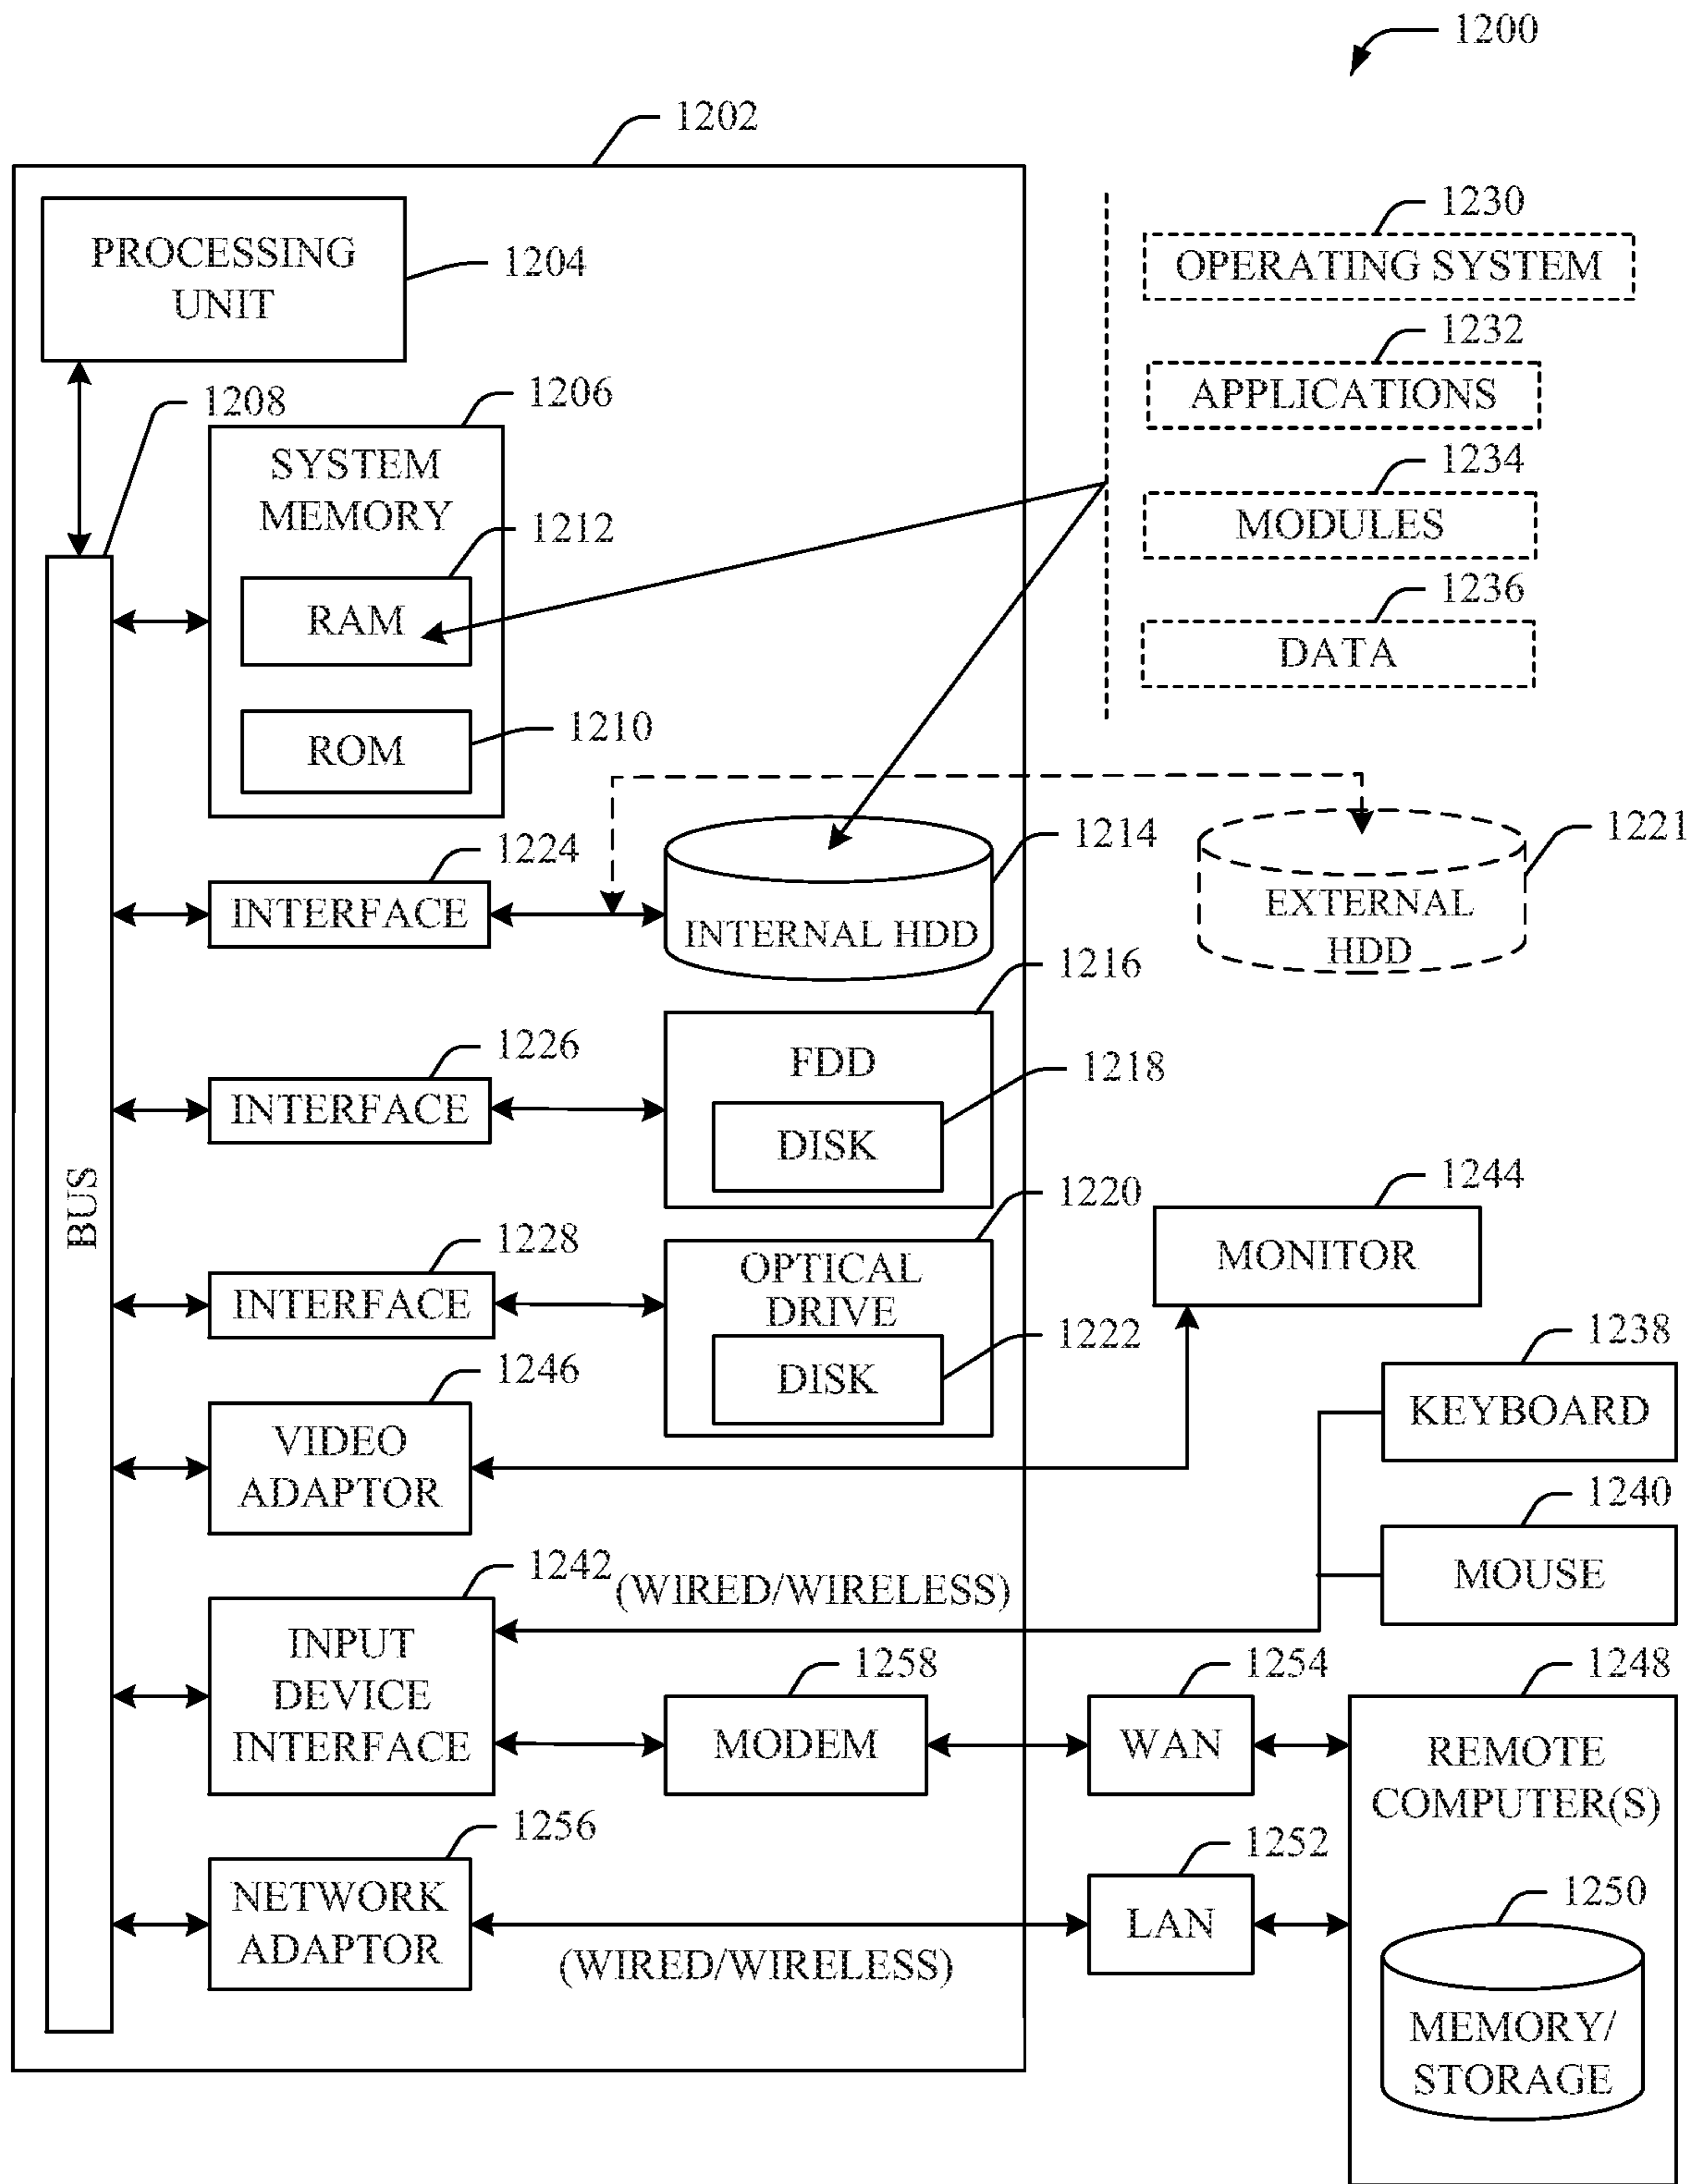 1200
1202
PROCESSING
UNIT
1204
1230
OPERATING SYSTEM
1232
APPLICATIONS
1234
MODULES
1236
DATA
1208
1206
SYSTEM
MEMORY
1212
RAM
1210
ROM
BUS
1224
INTERFACE
1214
INTERNAL HDD
1221
EXTERNAL
HDD
1226
INTERFACE
1216
FDD
1218
DISK
1228
INTERFACE
1220
OPTICAL
DRIVE
1222
DISK
1244
MONITOR
1246
VIDEO
ADAPTOR
1238
KEYBOARD
1240
MOUSE
1242
(WIRED/WIRELESS)
INPUT
DEVICE
INTERFACE
1258
MODEM
1254
WAN
1248
REMOTE
COMPUTER(S)
1256
NETWORK
ADAPTOR
(WIRED/WIRELESS)
1252
LAN
1250
MEMORY/
STORAGE